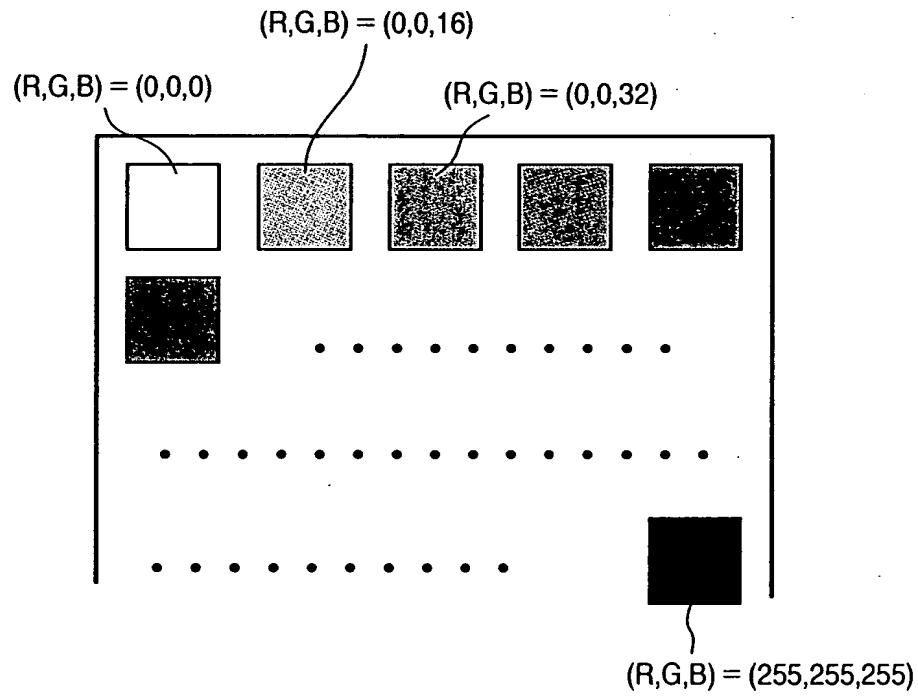 (R,G,B) = (0,0,16)
(R,G,B) = (0,0,0)
(R,G,B) = (0,0,32)
(R,G,B) = (255,255,255)